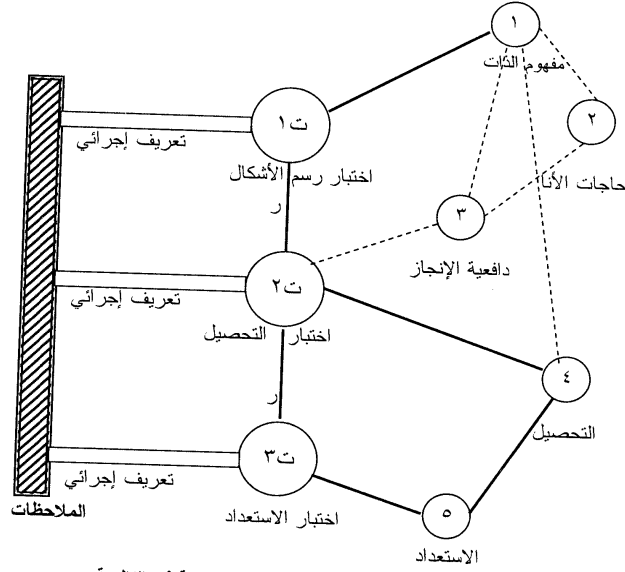 ١
مفهوم الذات
٢
حاجات الأنا
ت١
تعريف إجرائي
اختبار رسم الأشكال
ر
٣
دافعية الإنجاز
ت٢
تعريف إجرائي
اختبار التحصيل
ر
٤
التحصيل
ت٣
تعريف إجرائي
اختبار الاستعداد
٥
الاستعداد
الملاحظات